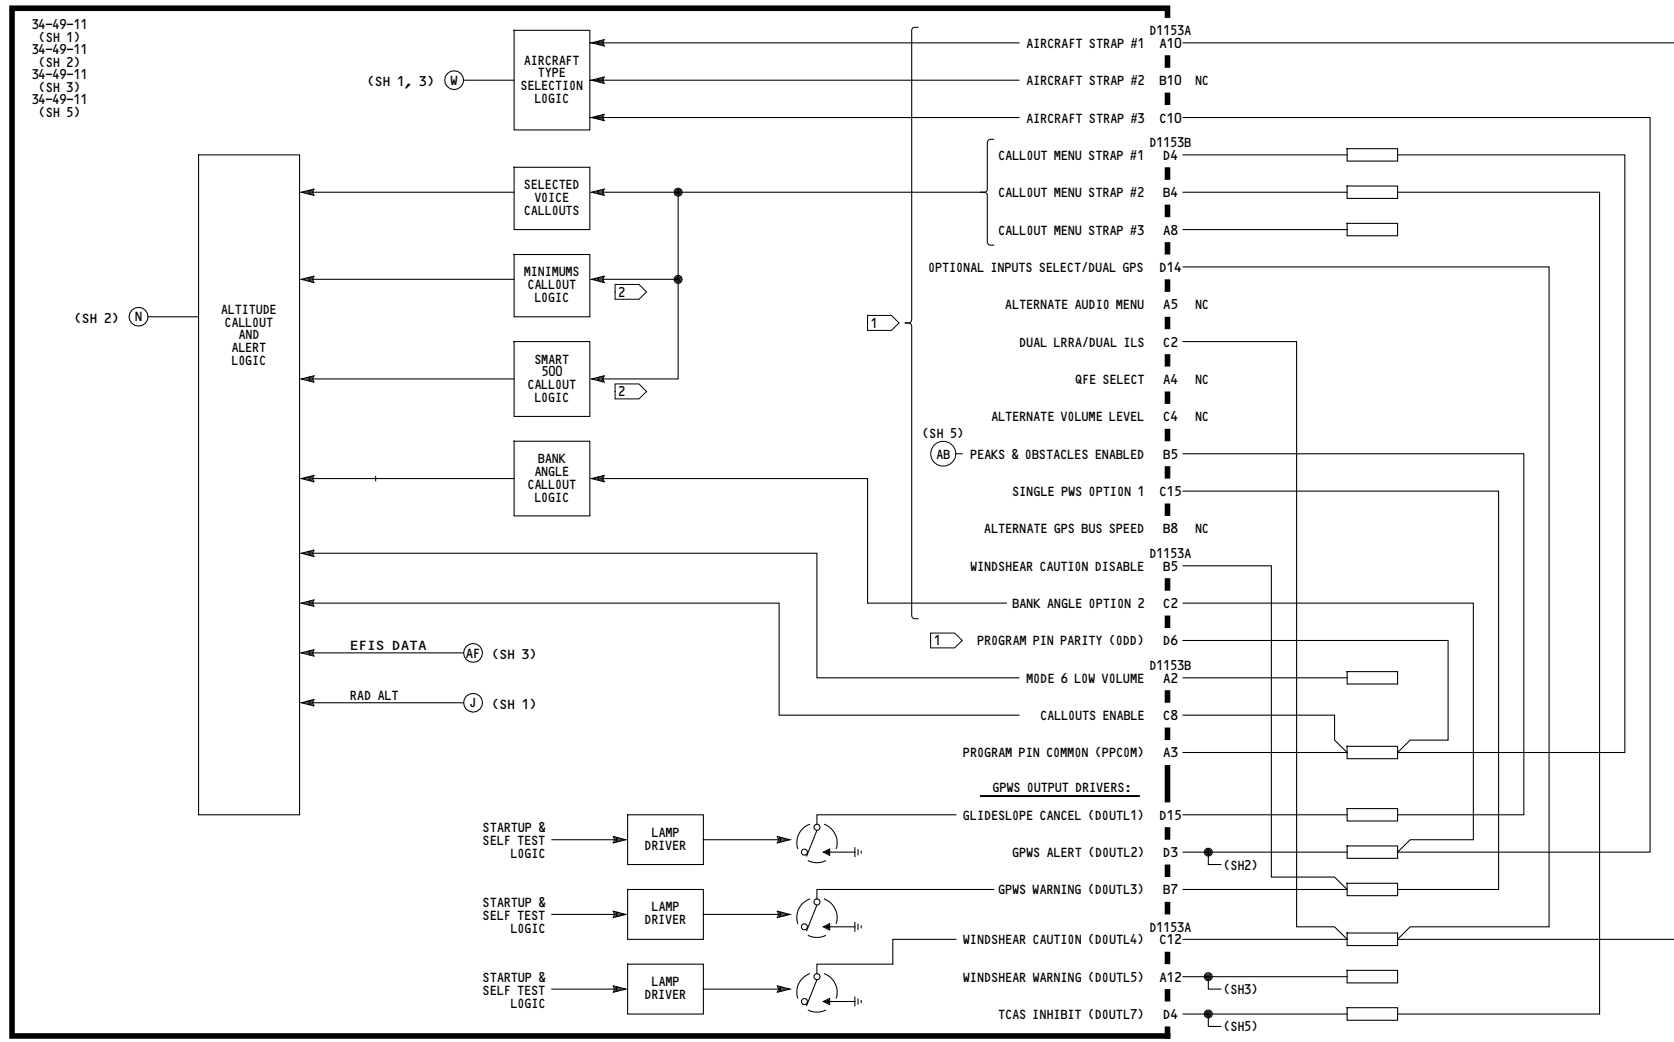 34-49-11
(SH 1)
34-49-11
(SH 2)
34-49-11
(SH 3)
34-49-11
(SH 5)
(SH 1, 3) W
AIRCRAFT
TYPE
SELECTION
LOGIC
D1153A
AIRCRAFT STRAP #1 A10
AIRCRAFT STRAP #2 B10 NC
AIRCRAFT STRAP #3 C10
D1153B
CALLOUT MENU STRAP #1 D4
CALLOUT MENU STRAP #2 B4
CALLOUT MENU STRAP #3 A8
SELECTED
VOICE
CALLOUTS
MINIMUMS
CALLOUT
LOGIC
2
(SH 2) N
ALTITUDE
CALLOUT
AND
ALERT
LOGIC
SMART
500
CALLOUT
LOGIC
2
BANK
ANGLE
CALLOUT
LOGIC
1
OPTIONAL INPUTS SELECT/DUAL GPS D14
ALTERNATE AUDIO MENU A5 NC
DUAL LRRA/DUAL ILS C2
QFE SELECT A4 NC
ALTERNATE VOLUME LEVEL C4 NC
(SH 5)
AB PEAKS & OBSTACLES ENABLED B5
SINGLE PWS OPTION 1 C15
ALTERNATE GPS BUS SPEED B8 NC
D1153A
WINDSHEAR CAUTION DISABLE B5
BANK ANGLE OPTION 2 C2
1 PROGRAM PIN PARITY (ODD) D6
EFIS DATA AF (SH 3)
RAD ALT J (SH 1)
D1153B
MODE 6 LOW VOLUME A2
CALLOUTS ENABLE C8
PROGRAM PIN COMMON (PPCOM) A3
GPWS OUTPUT DRIVERS:
GLIDESLOPE CANCEL (DOUTL1) D15
STARTUP &
SELF TEST
LOGIC
LAMP
DRIVER
GPWS ALERT (DOUTL2) D3
(SH2)
GPWS WARNING (DOUTL3) B7
STARTUP &
SELF TEST
LOGIC
LAMP
DRIVER
D1153A
WINDSHEAR CAUTION (DOUTL4) C12
WINDSHEAR WARNING (DOUTL5) A12
(SH3)
STARTUP &
SELF TEST
LOGIC
LAMP
DRIVER
TCAS INHIBIT (DOUTL7) D4
(SH5)